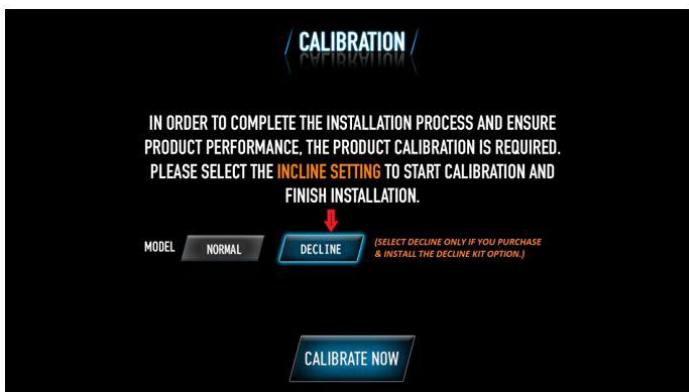 / CALIBRATION /
IN ORDER TO COMPLETE THE INSTALLATION PROCESS AND ENSURE
PRODUCT PERFORMANCE, THE PRODUCT CALIBRATION IS REQUIRED.
PLEASE SELECT THE INCLINE SETTING TO START CALIBRATION AND
FINISH INSTALLATION.
MODEL NORMAL DECLINE (SELECT DECLINE ONLY IF YOU PURCHASE
& INSTALL THE DECLINE KIT OPTION.)
CALIBRATE NOW